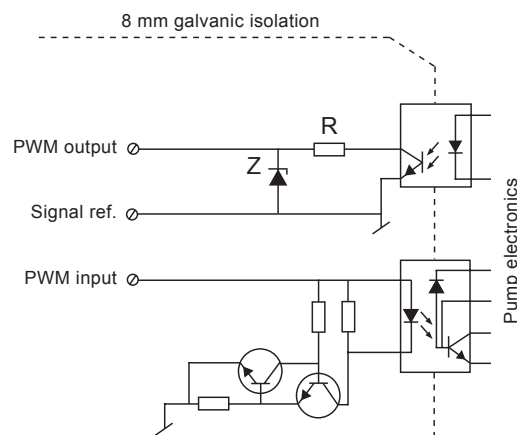 8 mm galvanic isolation
R
PWM output
Z
Signal ref.
PWM input
Pump electronics